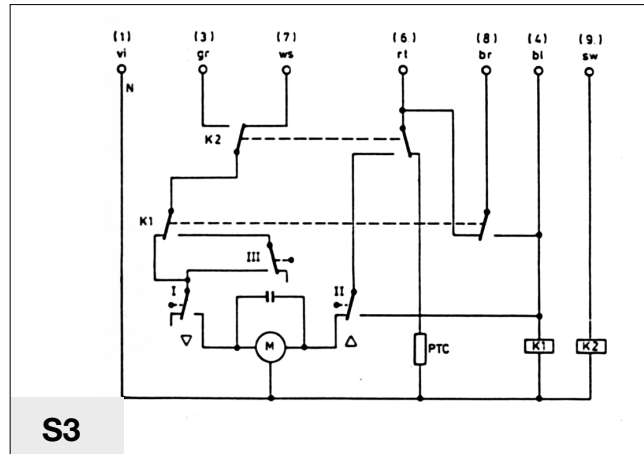 (1) (3) (7) (6) (8) (4) (9.)
vi gr ws rt br bl sw
N
K2
K1
III
I II
M PTC K1 K2
S3